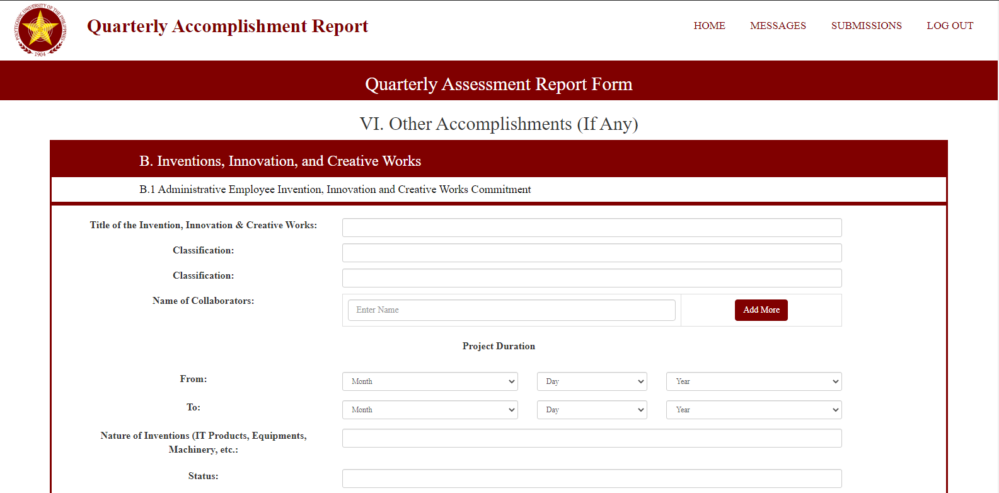 POLYTECHNIC UNIVERSITY OF THE PHILIPPINES
1904
Quarterly Accomplishment Report
HOME MESSAGES SUBMISSIONS LOG OUT
Quarterly Assessment Report Form
VI. Other Accomplishments (If Any)
B. Inventions, Innovation, and Creative Works
B.1 Administrative Employee Invention, Innovation and Creative Works Commitment
Title of the Invention, Innovation & Creative Works:
Classification:
Classification:
Name of Collaborators: Enter Name Add More
Project Duration
From: Month Day Year
To: Month Day Year
Nature of Inventions (IT Products, Equipments,
Machinery, etc.:
Status: